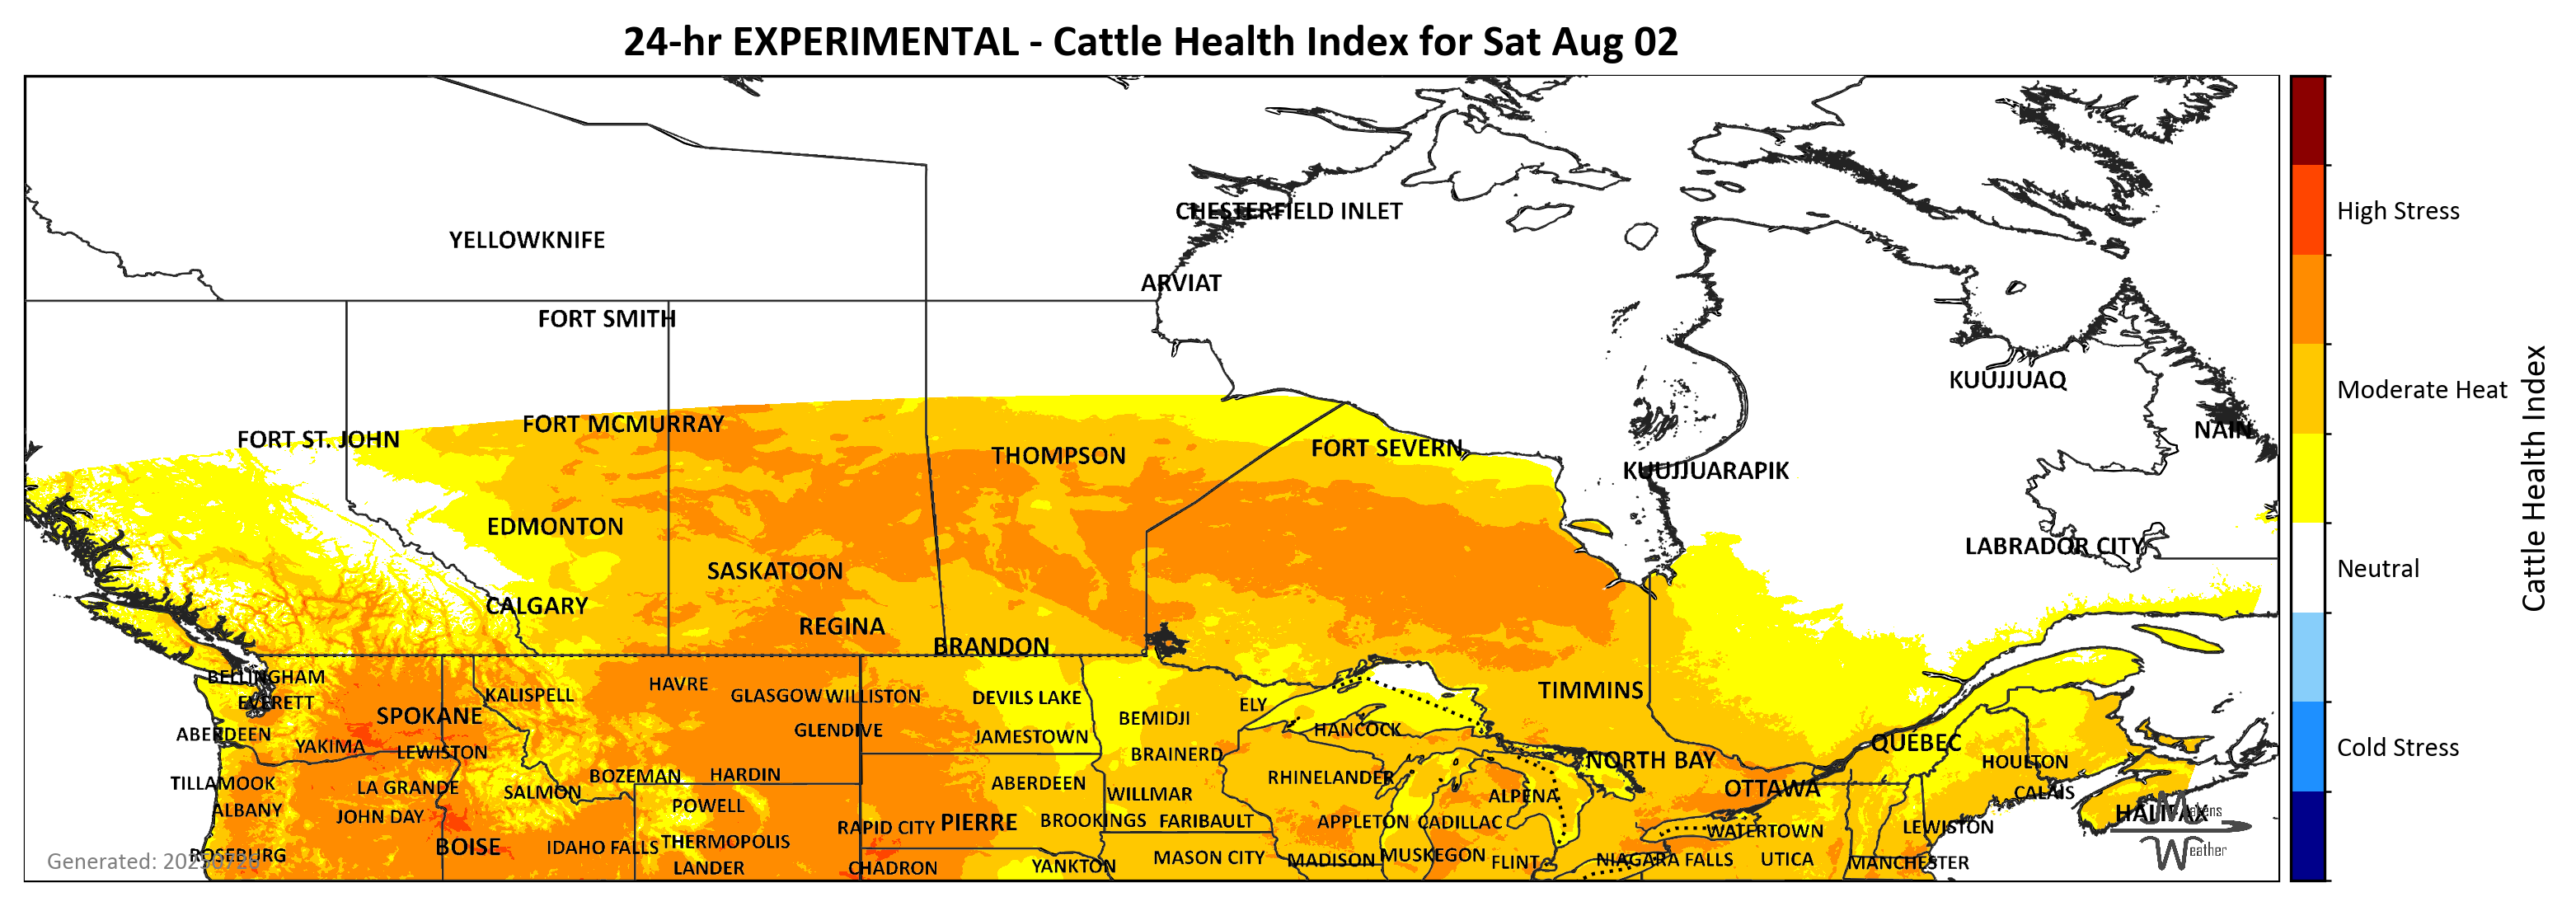 24-hr EXPERIMENTAL - Cattle Health Index for Sat Aug 02
CHESTERFIELD INLET
YELLOWKNIFE
ARVIAT
FORT SMITH
KUUJJUAQ
FORT MCMURRAY
NAIN
FORT ST. JOHN
FORT SEVERN
THOMPSON
KUUJJUARAPIK
EDMONTON
LABRADOR CITY
SASKATOON
CALGARY
REGINA
BRANDON
BELLINGHAM
HAVRE
TIMMINS
KALISPELL
GLASGOW
WILLISTON
DEVILS LAKE
EVERETT
ELY
SPOKANE
BEMIDJI
GLENDIVE
HANCOCK
ABERDEEN
JAMESTOWN
QUEBEC
YAKIMA
LEWISTON
BRAINERD
NORTH BAY
HOULTON
BOZEMAN
HARDIN
RHINELANDER
TILLAMOOK
ABERDEEN
LA GRANDE
OTTAWA
SALMON
WILLMAR
CALAIS
ALPENA
POWELL
ALBANY
HALIFAX
Makens
JOHN DAY
BROOKINGS
FARIBAULT
APPLETON
CADILLAC
PIERRE
RAPID CITY
LEWISTON
WATERTOWN
THERMOPOLIS
BOISE
IDAHO FALLS
Weather
ROSEBURG
MASON CITY
MUSKEGON
MADISON
NIAGARA FALLS
UTICA
Generated:
FLINT
MANCHESTER
YANKTON
LANDER
CHADRON
High Stress
Moderate Heat
Neutral
Cold Stress
Cattle Health Index